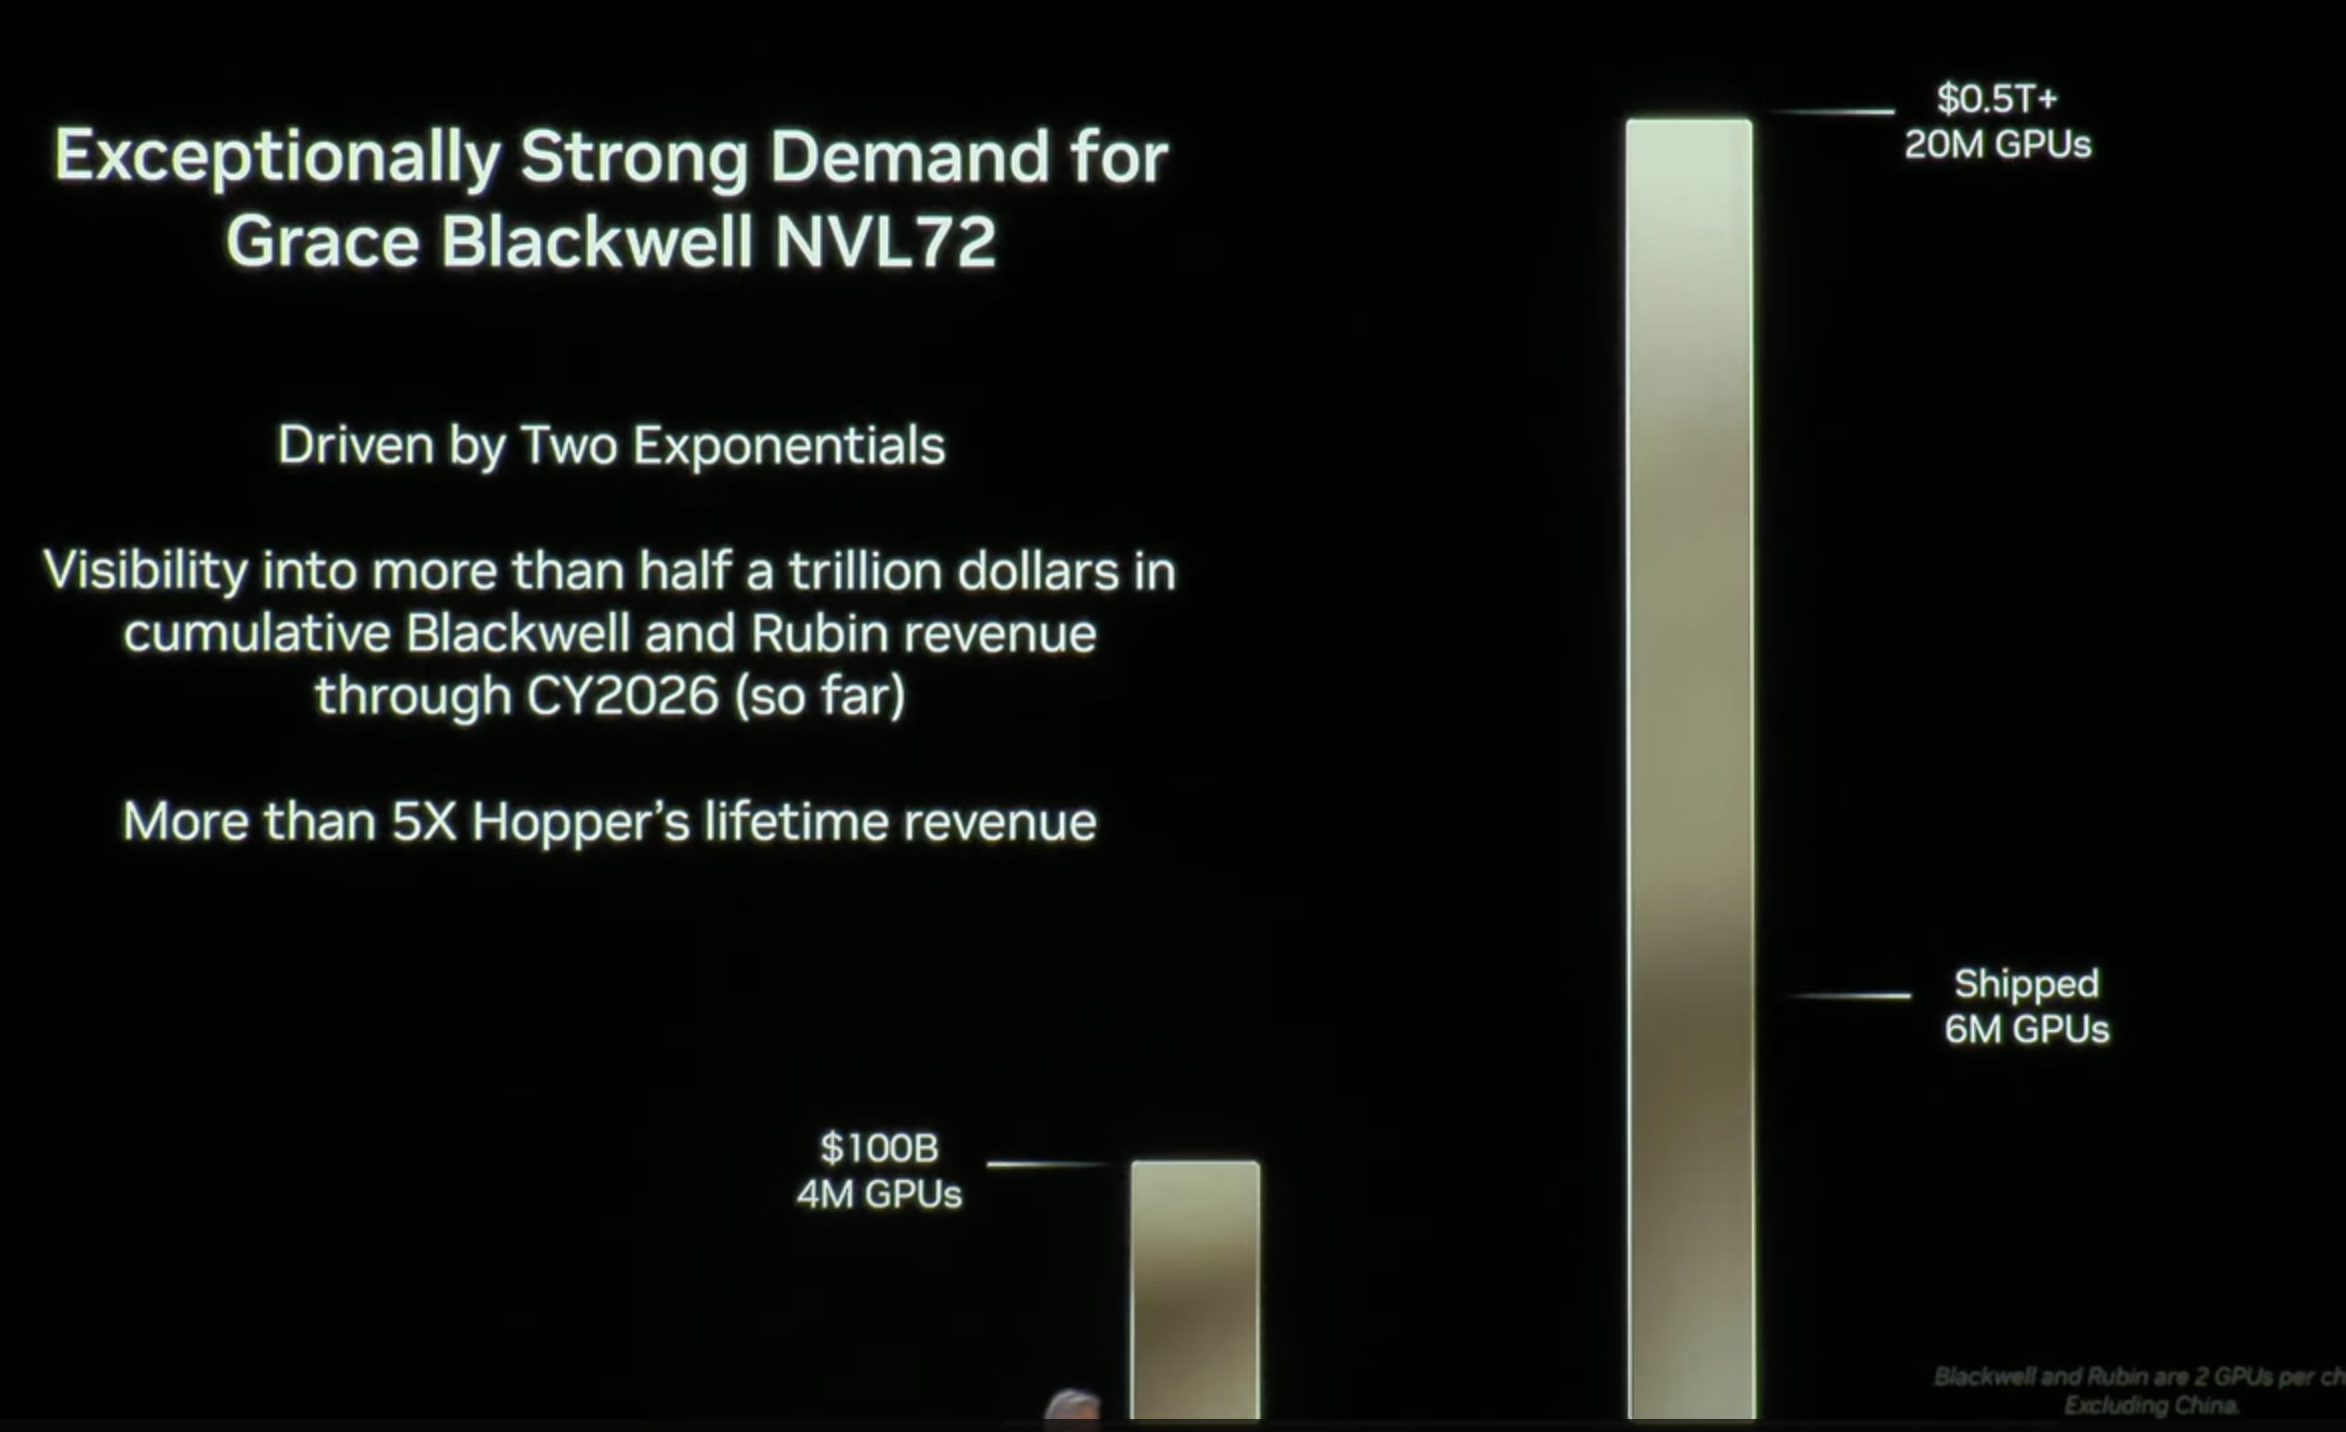 Exceptionally Strong Demand for
Grace Blackwell NVL72
Driven by Two Exponentials
Visibility into more than half a trillion dollars in
cumulative Blackwell and Rubin revenue
through CY2026 (so far)
More than 5X Hopper's lifetime revenue
$100B
4M GPUs
$0.5T+
20M GPUs
Shipped
6M GPUs
Blackwell and Rubin are 2 GPUs per
Excluding China.